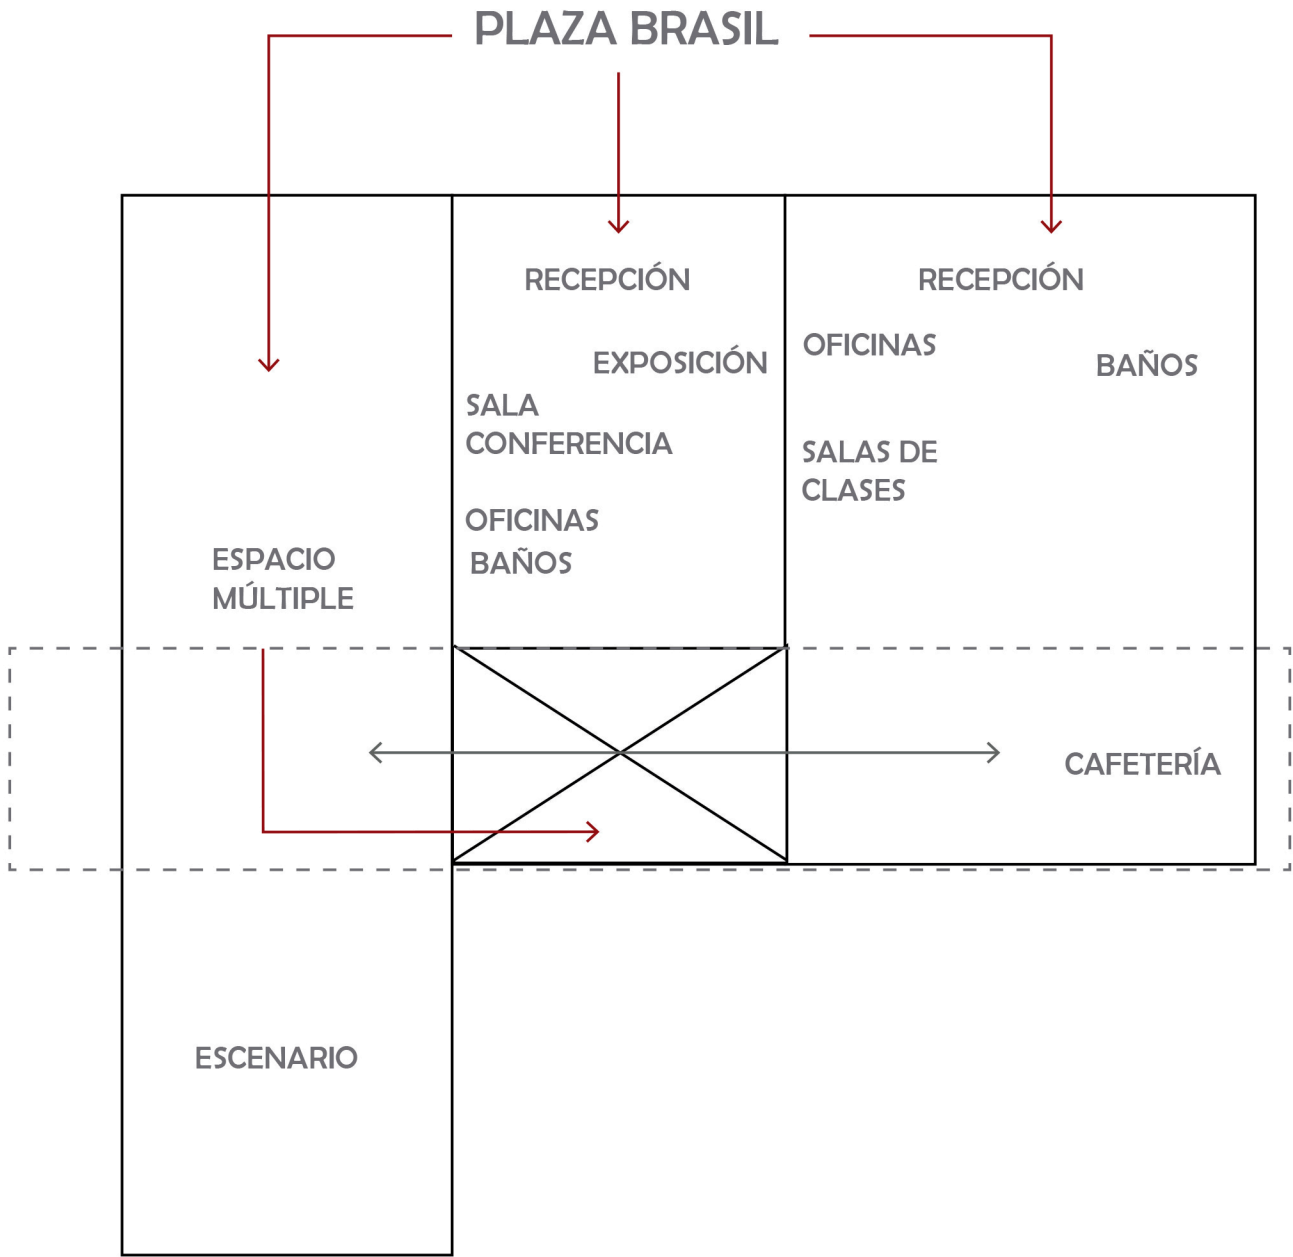 PLAZA BRASIL
RECEPCIÓN
RECEPCIÓN
EXPOSICIÓN
OFICINAS
BAÑOS
SALA
CONFERENCIA
SALAS DE
CLASES
OFICINAS
BAÑOS
ESPACIO
MÚLTIPLE
CAFETERÍA
ESCENARIO